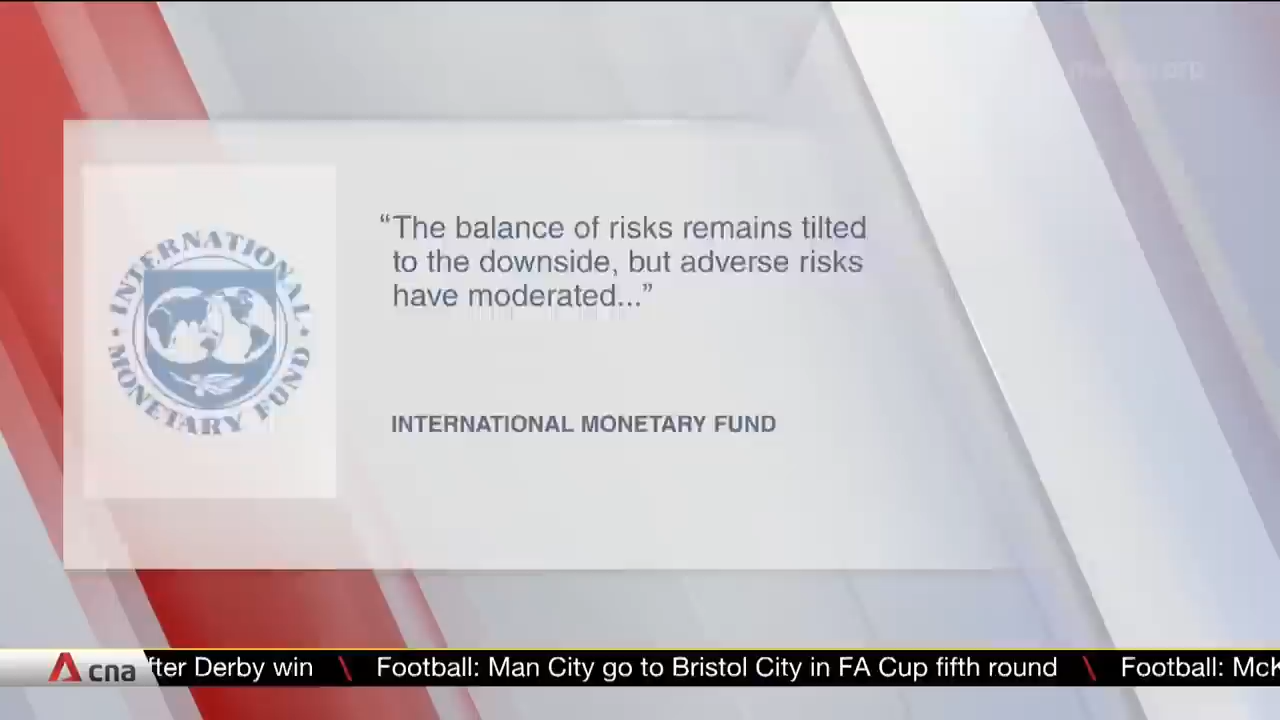 INTERNATIONAL MONETARY FUND
“The balance of risks remains tilted
to the downside, but adverse risks
have moderated...”
INTERNATIONAL MONETARY FUND
cna
fter Derby win \ Football: Man City go to Bristol City in FA Cup fifth round \ Football: McK